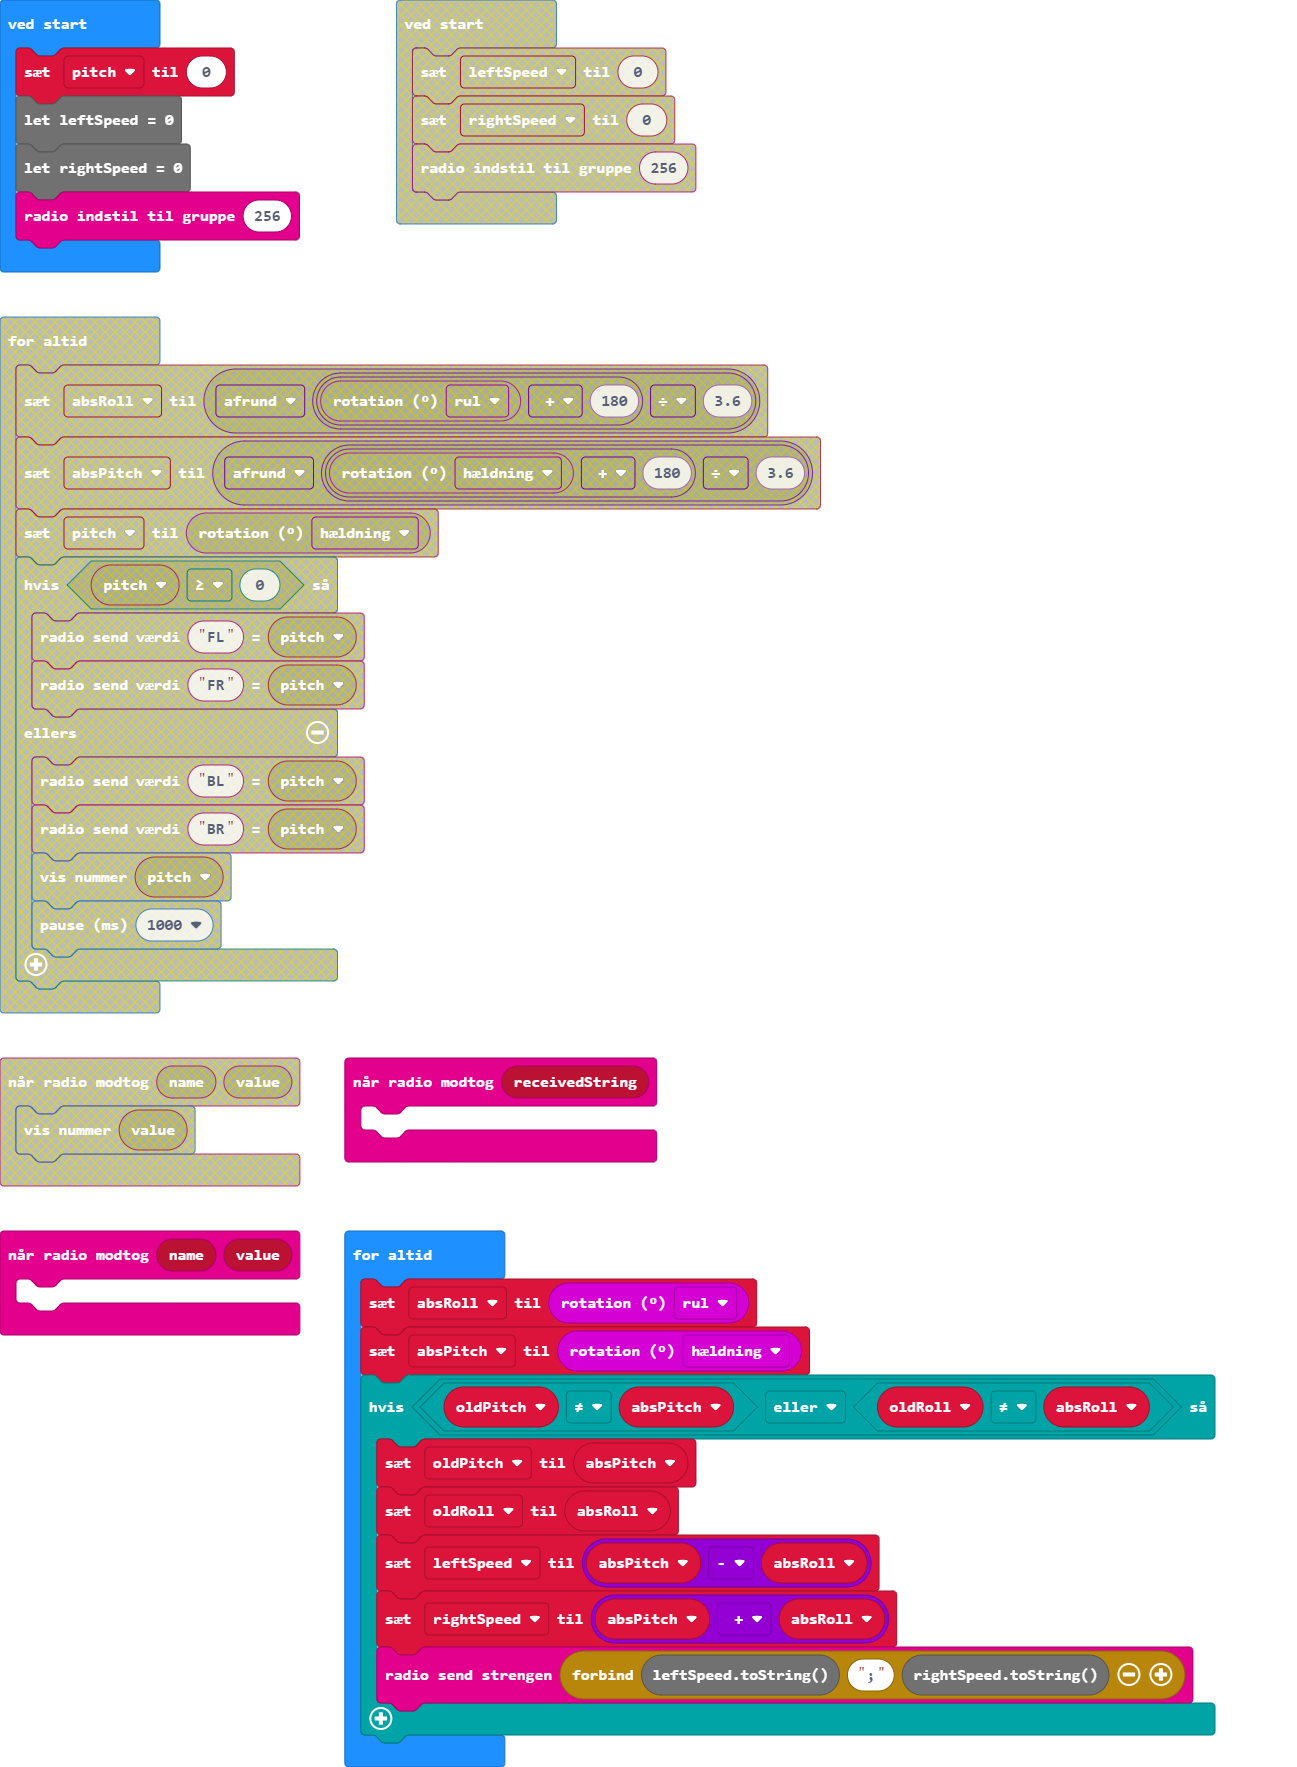 ved start
sæt pitch til 0
let leftSpeed = 0
let rightSpeed = 0
radio indstil til gruppe 256
ved start
sæt leftSpeed til 0
sæt rightSpeed til 0
radio indstil til gruppe 256
for altid
sæt absRoll til afrund rotation (º) rul + 180 ÷ 3.6
sæt absPitch til afrund rotation (º) hældning + 180 ÷ 3.6
sæt pitch til rotation (º) hældning
hvis pitch ≥ 0 så
radio send værdi "FL" = pitch
radio send værdi "FR" = pitch
ellers
radio send værdi "BL" = pitch
radio send værdi "BR" = pitch
vis nummer pitch
pause (ms) 1000
når radio modtog name value
vis nummer value
når radio modtog receivedString
når radio modtog name value
for altid
sæt absRoll til rotation (º) rul
sæt absPitch til rotation (º) hældning
hvis oldPitch ≠ absPitch eller oldRoll ≠ absRoll så
sæt oldPitch til absPitch
sæt oldRoll til absRoll
sæt leftSpeed til absPitch - absRoll
sæt rightSpeed til absPitch + absRoll
radio send strengen forbind leftSpeed.toString() ";" rightSpeed.toString()